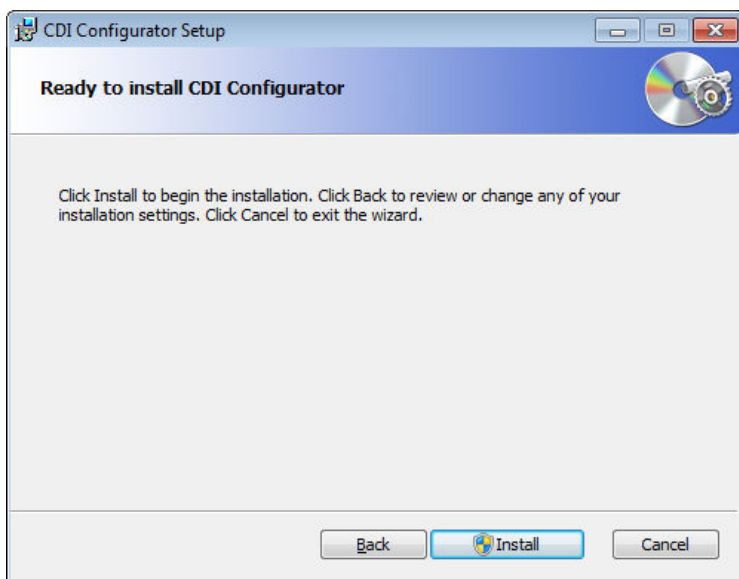 CDI Configurator Setup
Ready to install CDI Configurator
Click Install to begin the installation. Click Back to review or change any of your
installation settings. Click Cancel to exit the wizard.
Back Install Cancel